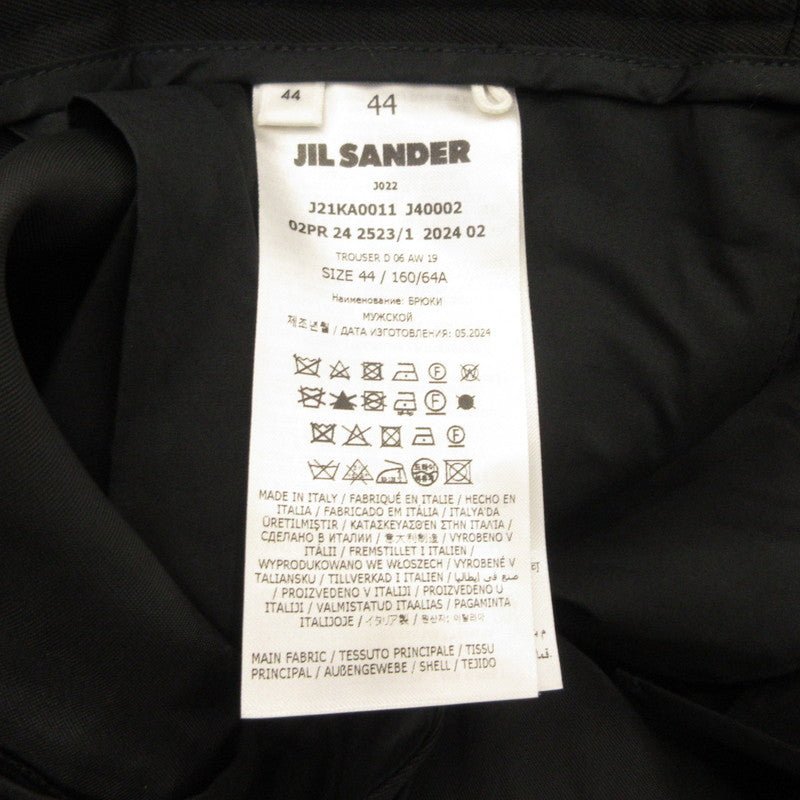 44
44
JIL SANDER
J022
J21KA0011 J40002
02PR 24 2523/1 2024 02
TROUSER D 06 AW 19
SIZE 44 / 160/64A
Наименование: БРЮКИ
МУЖСКОЙ
제조년월 / ДАТА ИЗГОТОВЛЕНИЯ: 05.2024
MADE IN ITALY / FABRIQUÉ EN ITALIE / HECHO EN
ITALIA / FABRICADO EM ITÁLIA / ITALYA'DA
ÜRETILMIŞTIR / ΚΑΤΑΣΚΕΥΑΣΘΕΝ ΣΤΗΝ ΙΤΑΛΙΑ /
СДЕЛАНО В ИТАЛИИ / 意大利制造 / VYROBENO V
ITÁLII / FREMSTILLET I ITALIEN /
WYPRODUKOWANO WE WŁOSZECH / VYROBENÉ V
TALIANSKU / TILLVERKAD I ITALIEN / صنع في إيطاليا
/ PROIZVEDENO V ITALIJI / PROIZVEDENO U
ITALIJI / VALMISTATUD ITAALIAS / PAGAMINTA
ITALIJOJE / イタリア製 / 원산지: 이탈리아
MAIN FABRIC / TESSUTO PRINCIPALE / TISSU
PRINCIPAL / AUßENGEWEBE / SHELL / TEJIDO